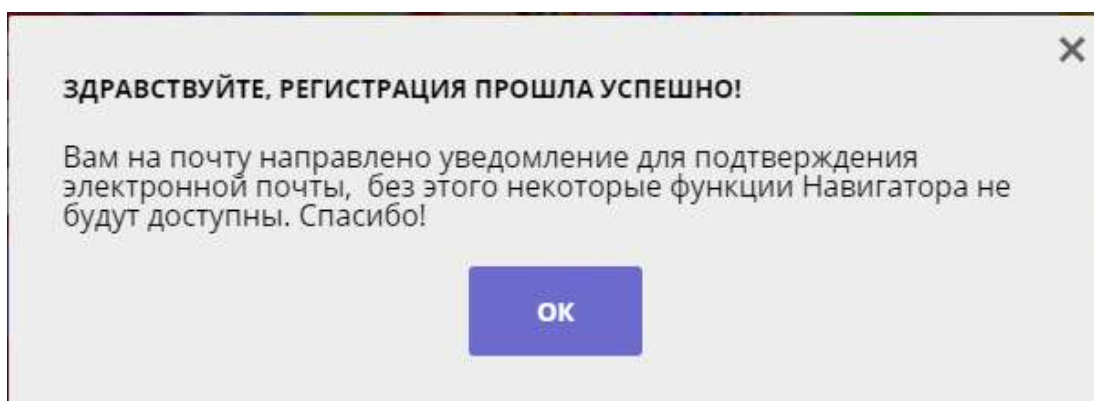 ЗДРАВСТВУЙТЕ, РЕГИСТРАЦИЯ ПРОШЛА УСПЕШНО!
Вам на почту направлено уведомление для подтверждения
электронной почты,  без этого некоторые функции Навигатора не
будут доступны. Спасибо!
ОК